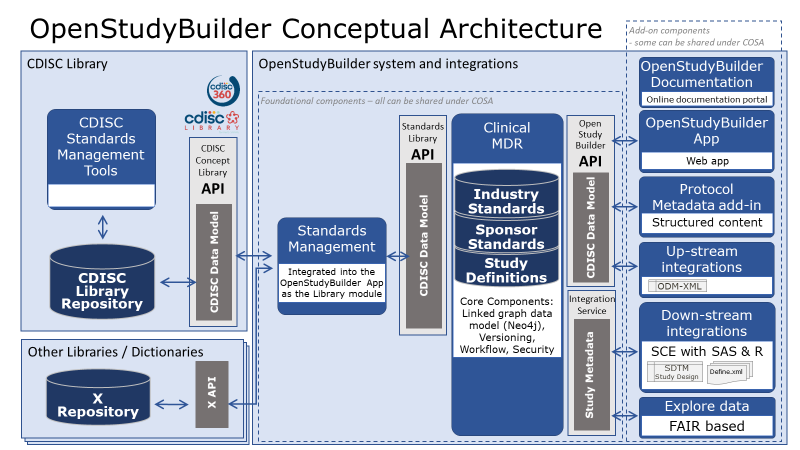 OpenStudyBuilder Conceptual Architecture
Add-on components
- some can be shared under COSA
CDISC Library
cdisc
360
cdisc
LIBRARY
CDISC
Standards
Management
Tools
CDISC
Concept
Library
API
CDISC Data Model
CDISC
Library
Repository
Other Libraries / Dictionaries
X
Repository
X API
OpenStudyBuilder system and integrations
Foundational components – all can be shared under COSA
Standards
Management
Integrated into the
OpenStudyBuilder App
as the Library module
Standards
Library
API
CDISC Data Model
Clinical
MDR
Industry
Standards
Sponsor
Standards
Study
Definitions
Core Components:
Linked graph data
model (Neo4j),
Versioning,
Workflow, Security
Open
Study
Builder
API
CDISC Data Model
Integration
Service
Study Metadata
OpenStudyBuilder
Documentation
Online documentation portal
OpenStudyBuilder
App
Web app
Protocol
Metadata add-in
Structured content
Up-stream
integrations
ODM-XML
Down-stream
integrations
SCE with SAS & R
SDTM
Study Design
Define.xml
Explore data
FAIR based